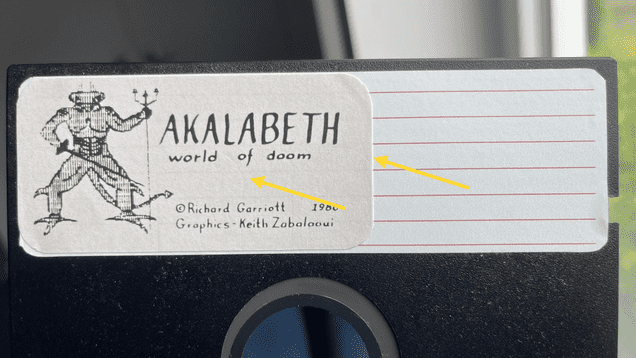 AKALABETH
world of doom
©Richard Garriott 1980
Graphics-Keith Zabalaoui